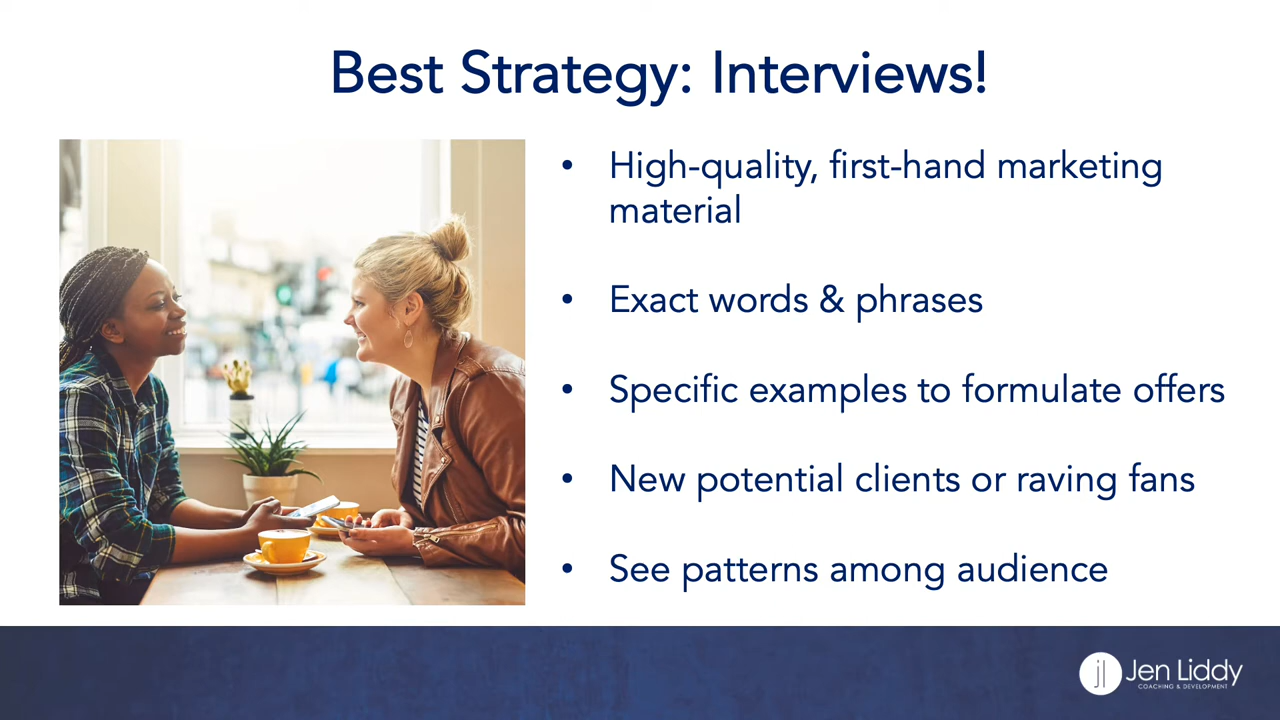 Best Strategy: Interviews!
• High-quality, first-hand marketing
material
• Exact words & phrases
• Specific examples to formulate offers
• New potential clients or raving fans
• See patterns among audience
jl Jen Liddy
COACHING & DEVELOPMENT